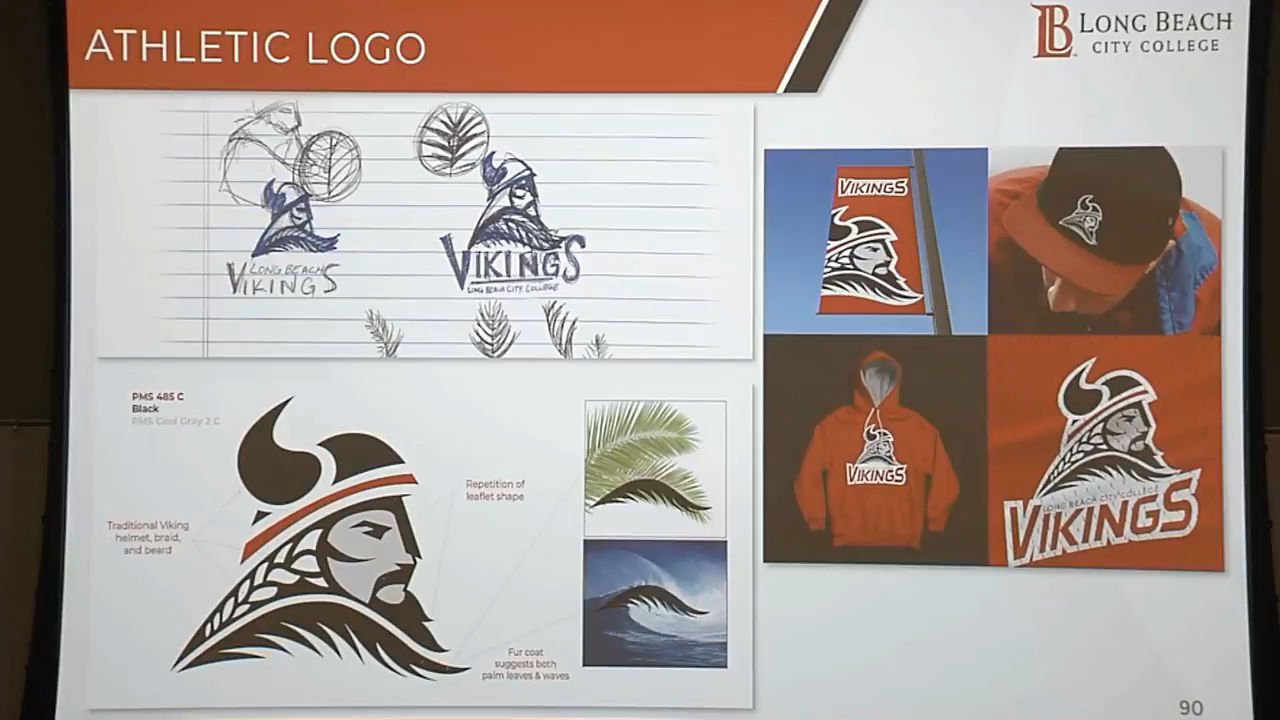 ATHLETIC LOGO
LB LONG BEACH
CITY COLLEGE
LONG BEACH
VIKINGS
VIKINGS
LONG BEACH CITY COLLEGE
VIKINGS
VIKINGS
LONG BEACH CITY COLLEGE
VIKINGS
PMS 485 C
Black
PMS Cool Gray 2 C
Repetition of
leaflet shape
Traditional Viking
helmet, braid,
and beard
Fur coat
suggests both
palm leaves & waves
90